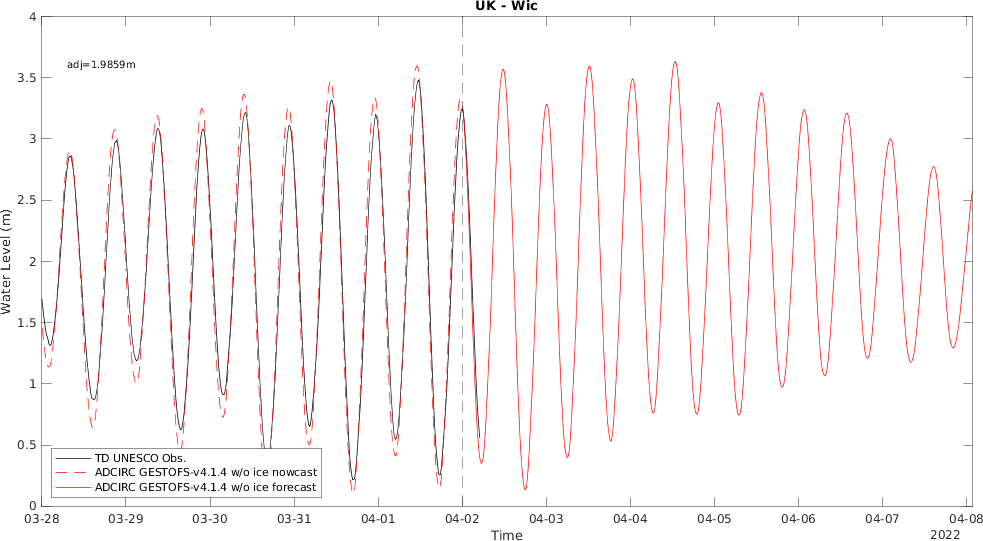 UK - Wic
4
3.5
3
2.5
2
1.5
1
0.5
0
Water Level (m)
adj=1.9859m
TD UNESCO Obs.
ADCIRC GESTOFS-v4.1.4 w/o ice nowcast
ADCIRC GESTOFS-v4.1.4 w/o ice forecast
03-28 03-29 03-30 03-31 04-01 04-02 04-03 04-04 04-05 04-06 04-07 04-08
Time
2022